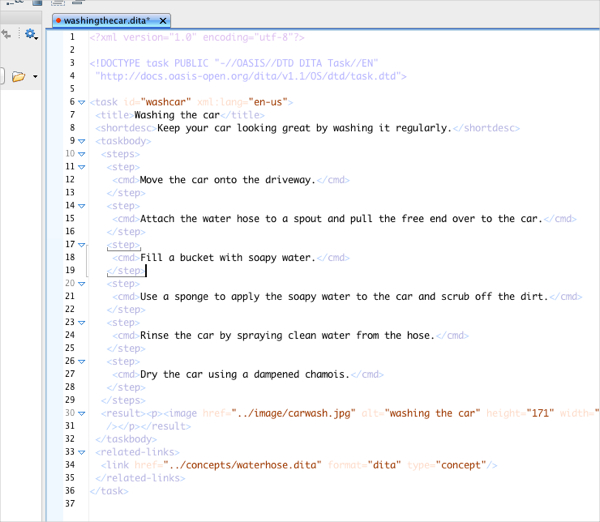 washingthecar.dita*
1 <?xml version="1.0" encoding="utf-8"?>
2
3 <!DOCTYPE task PUBLIC "-//OASIS//DTD DITA Task//EN"
4 "http://docs.oasis-open.org/dita/v1.1/OS/dtd/task.dtd">
5
6 <task id="washcar" xml:lang="en-us">
7 <title>Washing the car</title>
8 <shortdesc>Keep your car looking great by washing it regularly.</shortdesc>
9 <taskbody>
10 <steps>
11 <step>
12 <cmd>Move the car onto the driveway.</cmd>
13 </step>
14 <step>
15 <cmd>Attach the water hose to a spout and pull the free end over to the car.</cmd>
16 </step>
17 <step>
18 <cmd>Fill a bucket with soapy water.</cmd>
19 </step>
20 <step>
21 <cmd>Use a sponge to apply the soapy water to the car and scrub off the dirt.</cmd>
22 </step>
23 <step>
24 <cmd>Rinse the car by spraying clean water from the hose.</cmd>
25 </step>
26 <step>
27 <cmd>Dry the car using a dampened chamois.</cmd>
28 </step>
29 </steps>
30 <result><p><image href="../image/carwash.jpg" alt="washing the car" height="171" width="
31 /></p></result>
32 </taskbody>
33 <related-links>
34 <link href="../concepts/waterhose.dita" format="dita" type="concept"/>
35 </related-links>
36 </task>
37